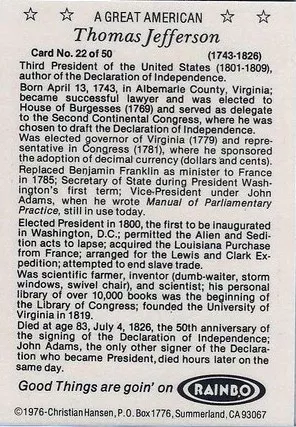 ☆ ☆ A GREAT AMERICAN ☆ ☆
Thomas Jefferson
Card No. 22 of 50 (1743-1826)
Third President of the United States (1801-1809),
author of the Declaration of Independence.
Born April 13, 1743, in Albemarle County, Virginia;
became successful lawyer and was elected to
House of Burgesses (1769) and served as delegate
to the Second Continental Congress, where he
was chosen to draft the Declaration of Independence.
Was elected governor of Virginia (1779) and repre-
sentative in Congress (1781), where he sponsored
the adoption of decimal currency (dollars and cents).
Replaced Benjamin Franklin as minister to France
in 1785; Secretary of State during President Wash-
ington's first term; Vice-President under John
Adams, when he wrote Manual of Parliamentary
Practice, still in use today.
Elected President in 1800, the first to be inaugurated
in Washington, D.C.; permitted the Alien and Sedi-
tion acts to lapse; acquired the Louisiana Purchase
from France; arranged for the Lewis and Clark Ex-
pedition; attempted to end slave trade.
Was scientific farmer, inventor (dumb-waiter, storm
windows, swivel chair), and scientist; his personal
library of over 10,000 books was the beginning of
the Library of Congress; founded the University of
Virginia in 1819.
Died at age 83, July 4, 1826, the 50th anniversary of
the signing of the Declaration of Independence;
John Adams, the only other signer of the Declara-
tion who became President, died hours later on the
same day.
Good Things are goin' on RAINBO
©1976-Christian Hansen, P.O. Box 1776, Summerland, CA 93067